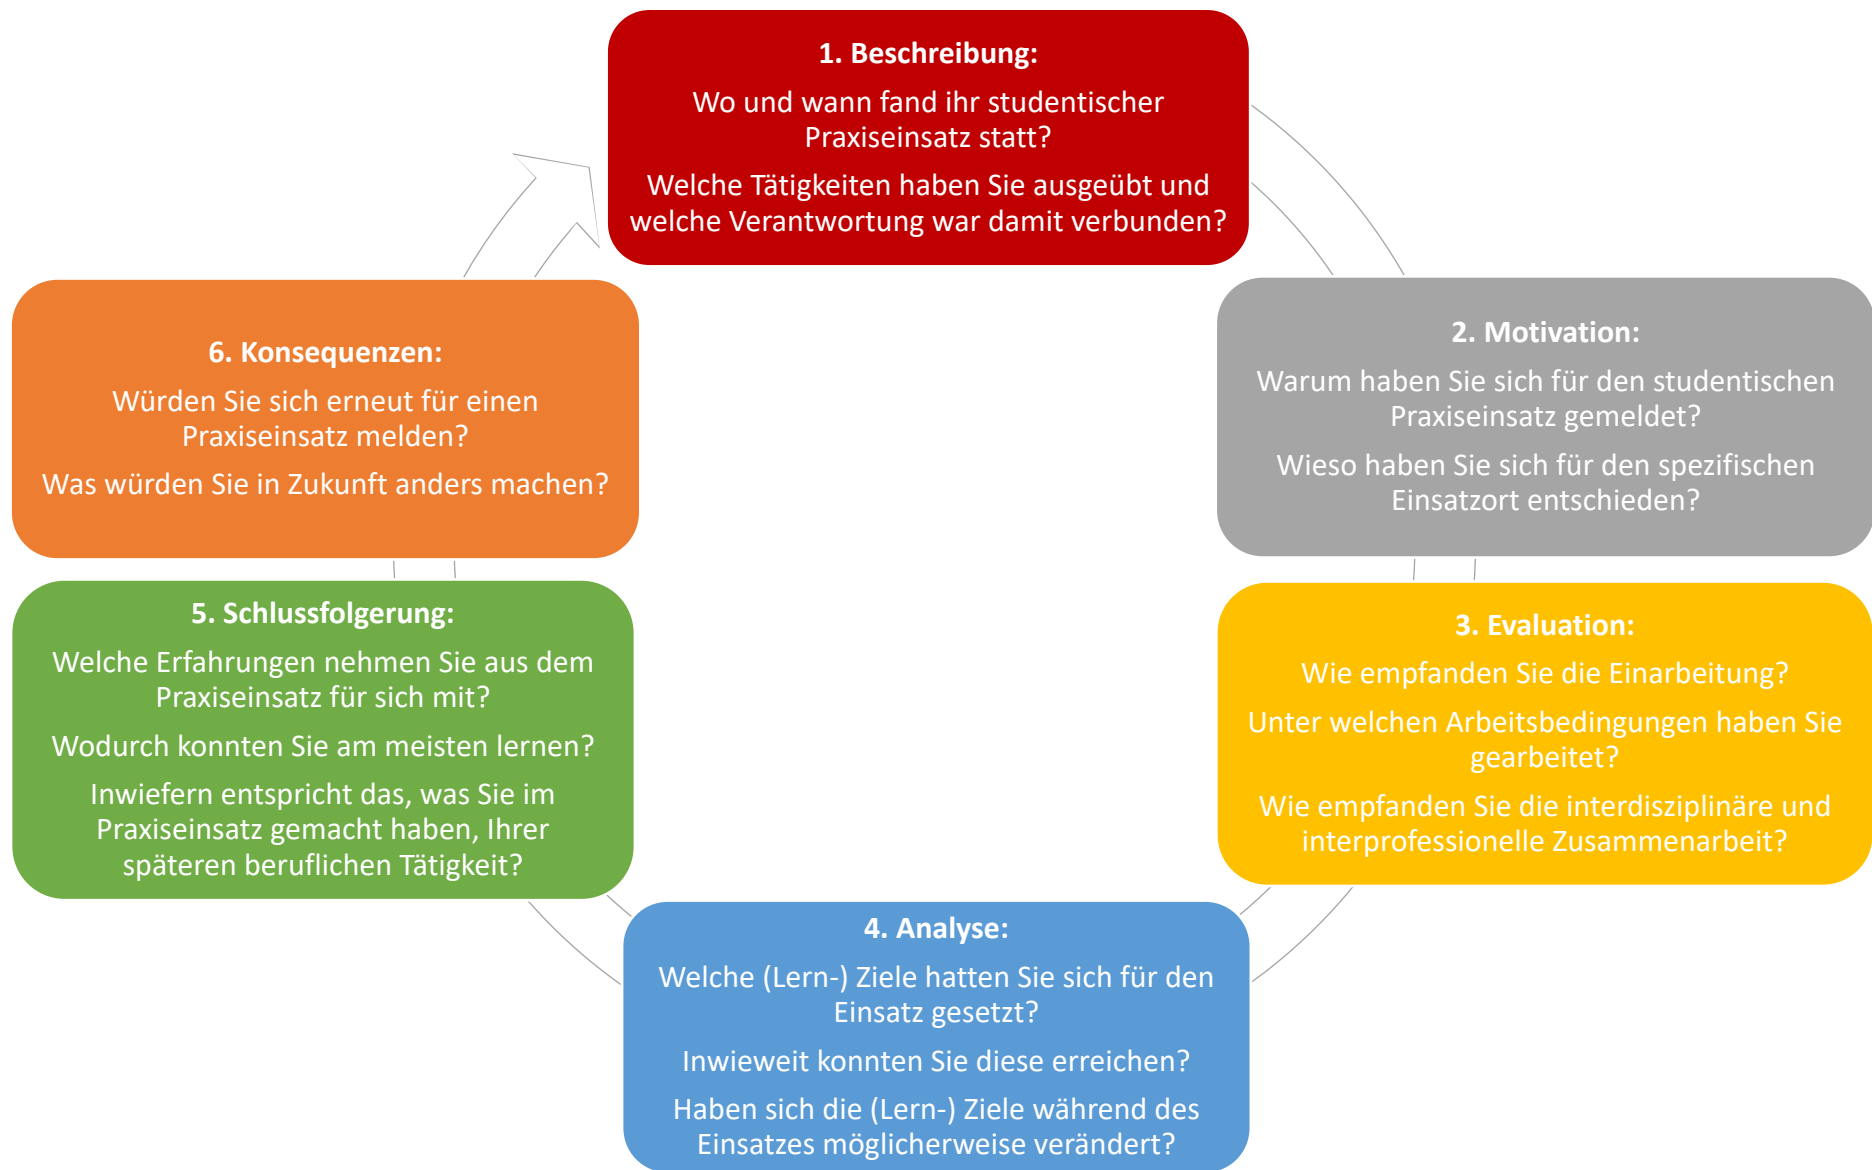 1. Beschreibung:
Wo und wann fand ihr studentischer
Praxiseinsatz statt?
Welche Tätigkeiten haben Sie ausgeübt und
welche Verantwortung war damit verbunden?
2. Motivation:
Warum haben Sie sich für den studentischen
Praxiseinsatz gemeldet?
Wieso haben Sie sich für den spezifischen
Einsatzort entschieden?
3. Evaluation:
Wie empfanden Sie die Einarbeitung?
Unter welchen Arbeitsbedingungen haben Sie
gearbeitet?
Wie empfanden Sie die interdisziplinäre und
interprofessionelle Zusammenarbeit?
4. Analyse:
Welche (Lern-) Ziele hatten Sie sich für den
Einsatz gesetzt?
Inwieweit konnten Sie diese erreichen?
Haben sich die (Lern-) Ziele während des
Einsatzes möglicherweise verändert?
5. Schlussfolgerung:
Welche Erfahrungen nehmen Sie aus dem
Praxiseinsatz für sich mit?
Wodurch konnten Sie am meisten lernen?
Inwiefern entspricht das, was Sie im
Praxiseinsatz gemacht haben, Ihrer
späteren beruflichen Tätigkeit?
6. Konsequenzen:
Würden Sie sich erneut für einen
Praxiseinsatz melden?
Was würden Sie in Zukunft anders machen?